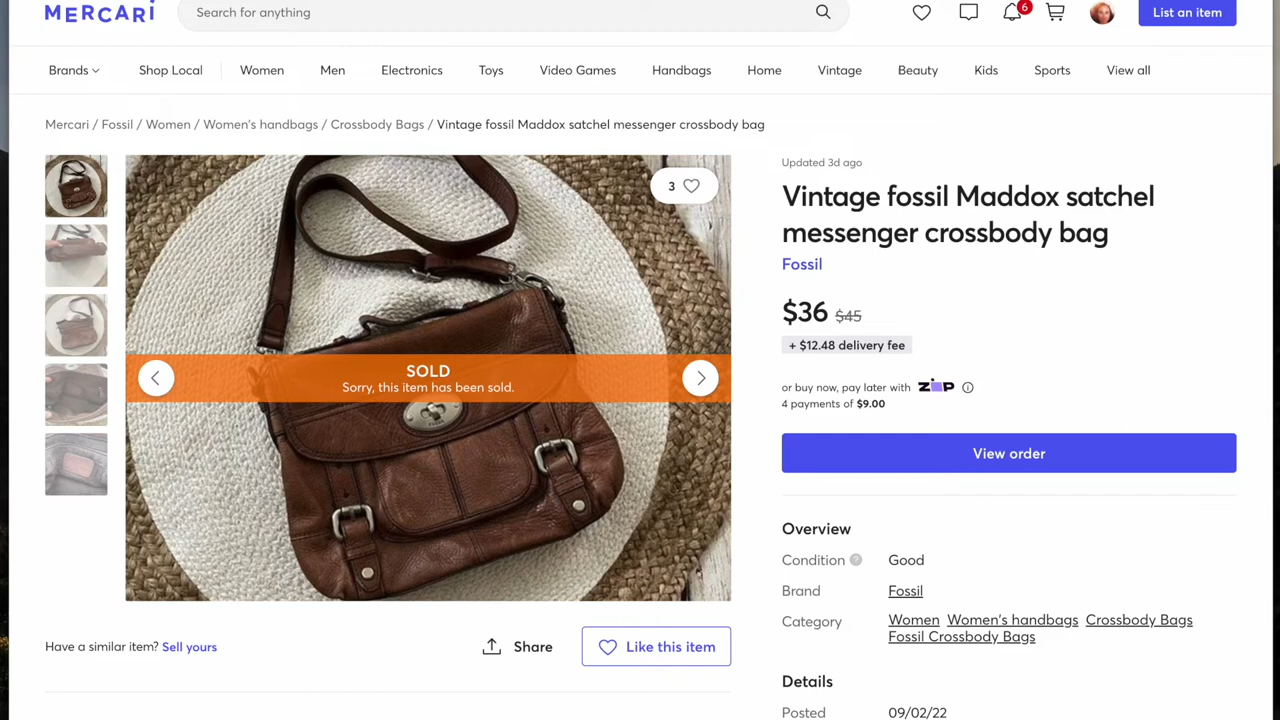 MERCARI
Search for anything
6
List an item
Brands
Shop Local
Women
Men
Electronics
Toys
Video Games
Handbags
Home
Vintage
Beauty
Kids
Sports
View all
Mercari / Fossil / Women / Women's handbags / Crossbody Bags / Vintage fossil Maddox satchel messenger crossbody bag
3
SOLD
Sorry, this item has been sold.
Have a similar item? Sell yours
Share
Like this item
Updated 3d ago
Vintage fossil Maddox satchel
messenger crossbody bag
Fossil
$36 $45
+ $12.48 delivery fee
or buy now, pay later with ZIP
4 payments of $9.00
View order
Overview
Condition ? Good
Brand Fossil
Category Women Women's handbags Crossbody Bags
Fossil Crossbody Bags
Details
Posted 09/02/22